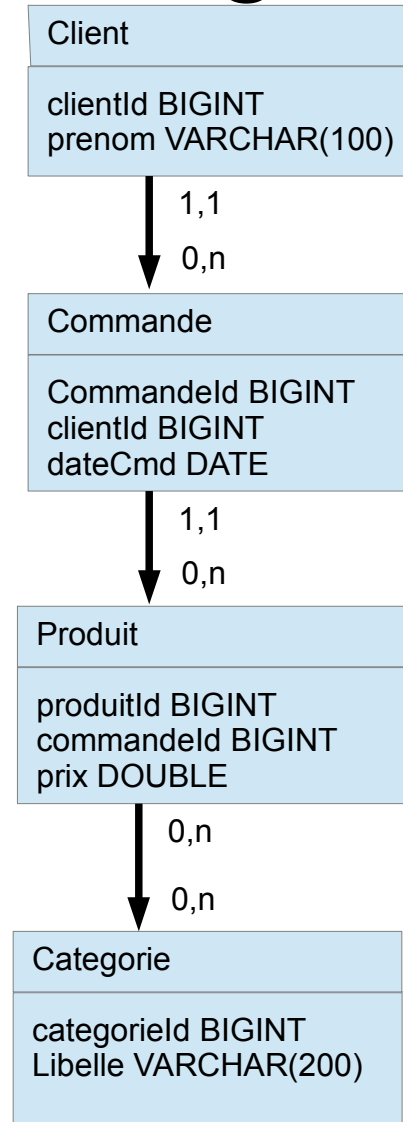 Client
clientId BIGINT
prenom VARCHAR(100)
1,1
0,n
Commande
CommandeId BIGINT
clientId BIGINT
dateCmd DATE
1,1
0,n
Produit
produitId BIGINT
commandeId BIGINT
prix DOUBLE
0,n
0,n
Categorie
categorieId BIGINT
Libelle VARCHAR(200)